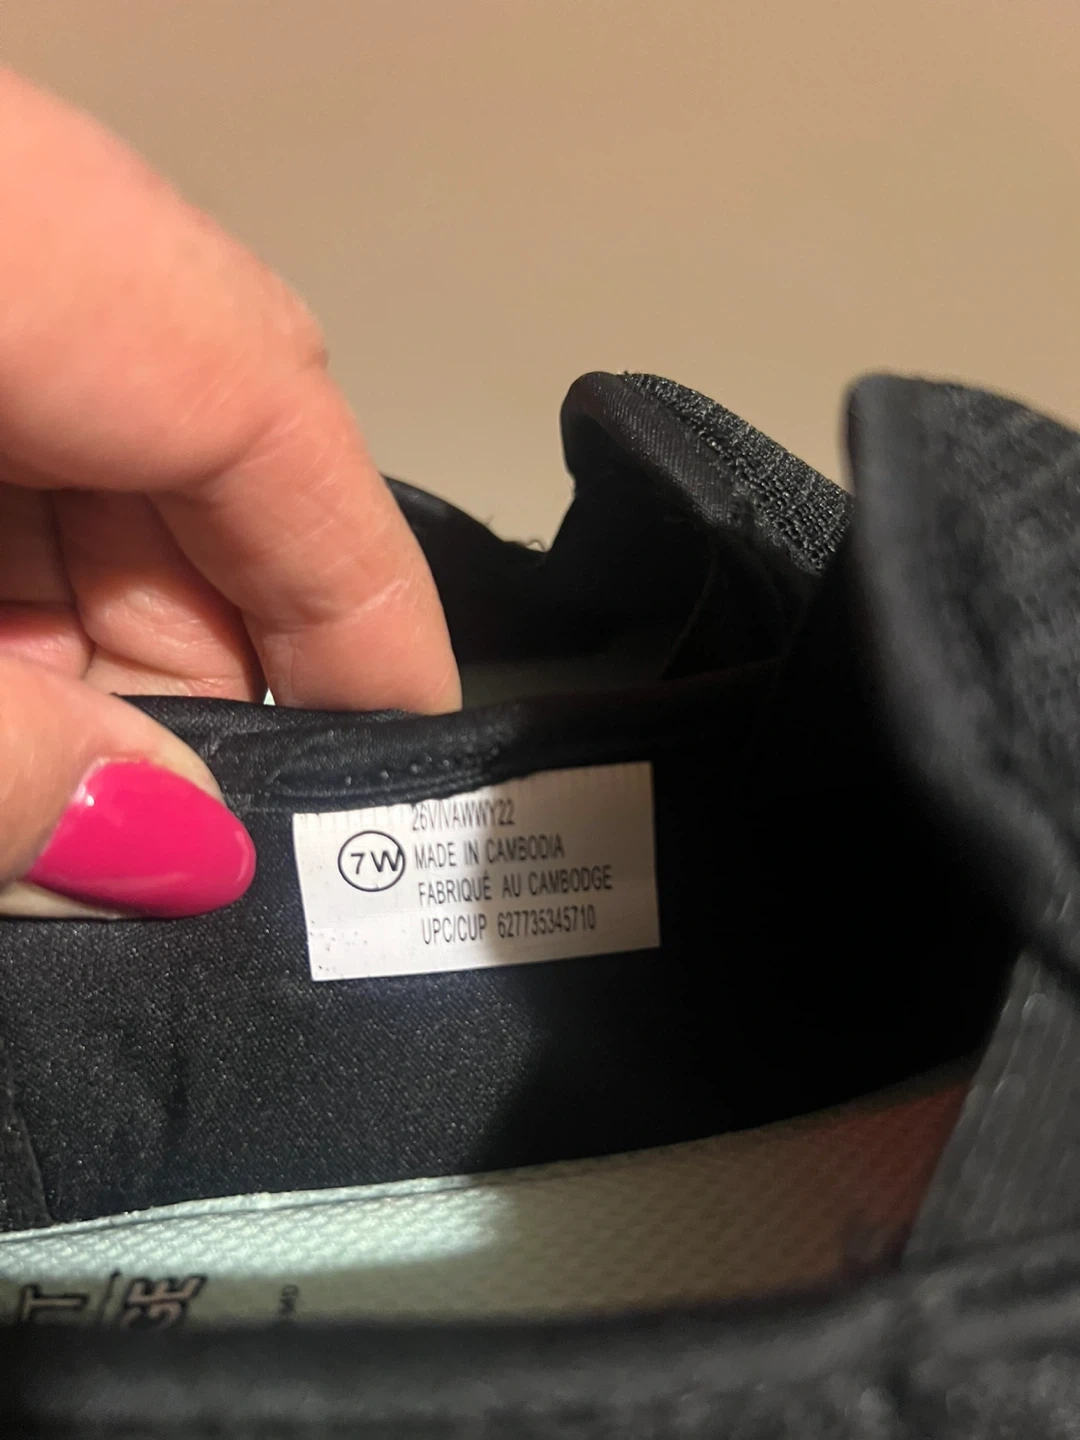 26VIVAWWY22
7W
MADE IN CAMBODIA
FABRIQUÉ AU CAMBODGE
UPC/CUP 627735345710